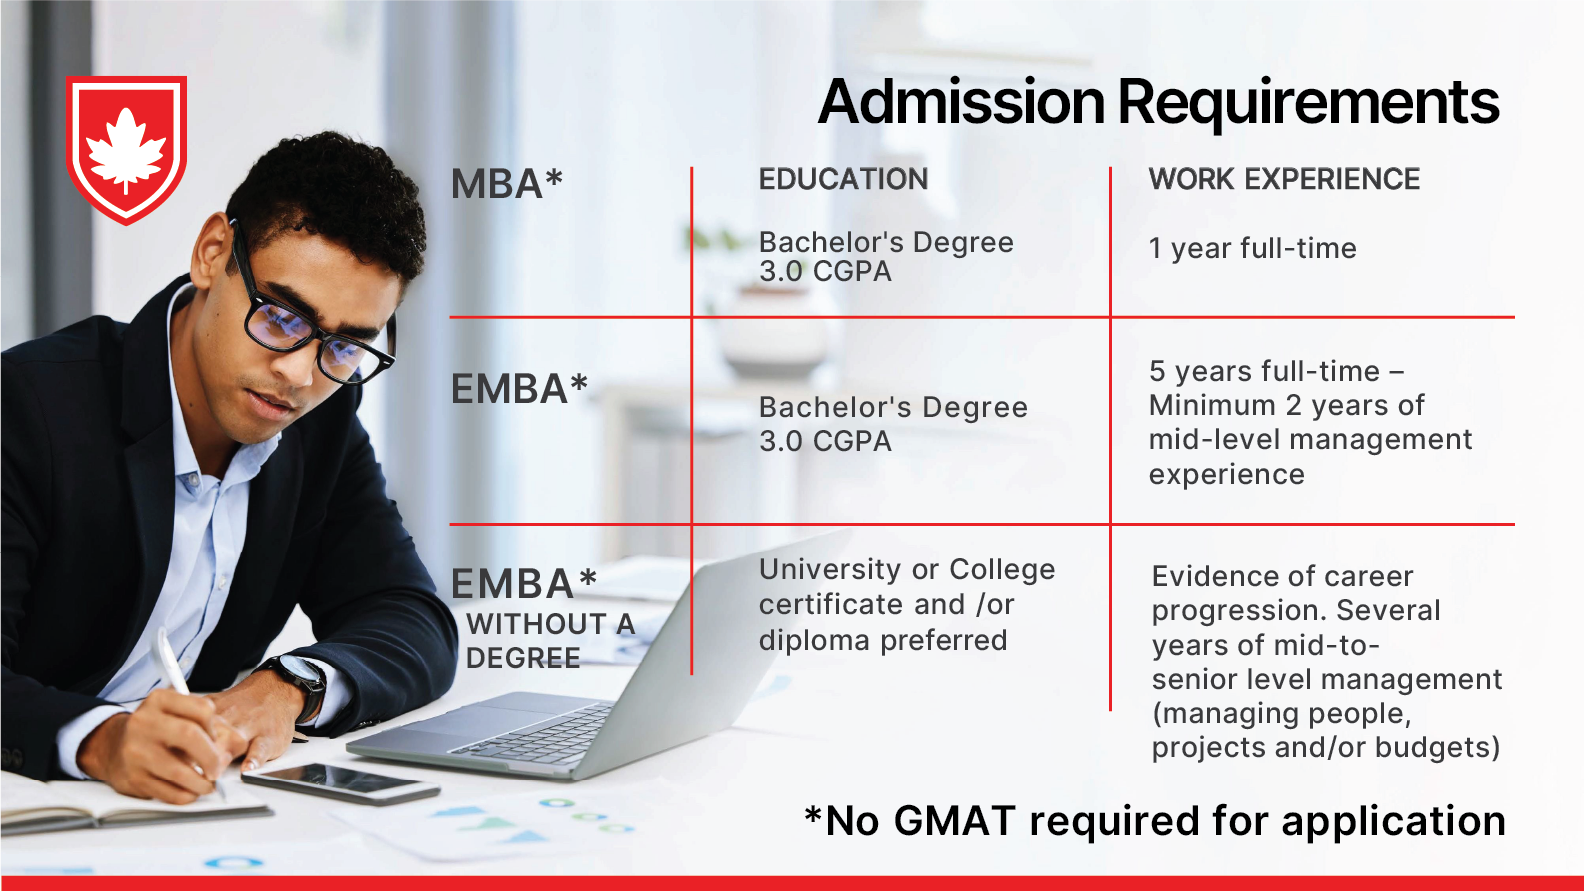 Admission Requirements
MBA*
EDUCATION
WORK EXPERIENCE
Bachelor's Degree
3.0 CGPA
1 year full-time
EMBA*
Bachelor's Degree
3.0 CGPA
5 years full-time –
Minimum 2 years of
mid-level management
experience
EMBA*
WITHOUT A
DEGREE
University or College
certificate and /or
diploma preferred
Evidence of career
progression. Several
years of mid-to-
senior level management
(managing people,
projects and/or budgets)
*No GMAT required for application